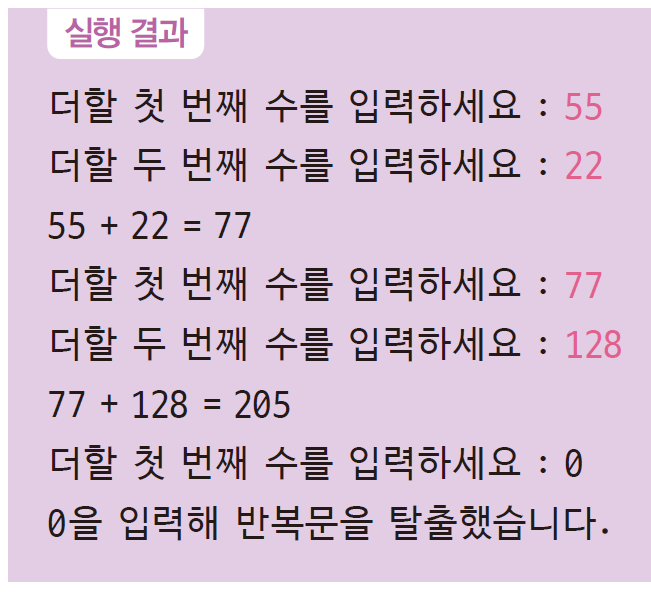 실행 결과
더할 첫 번째 수를 입력하세요 : 55
더할 두 번째 수를 입력하세요 : 22
55 + 22 = 77
더할 첫 번째 수를 입력하세요 : 77
더할 두 번째 수를 입력하세요 : 128
77 + 128 = 205
더할 첫 번째 수를 입력하세요 : 0
0을 입력해 반복문을 탈출했습니다.